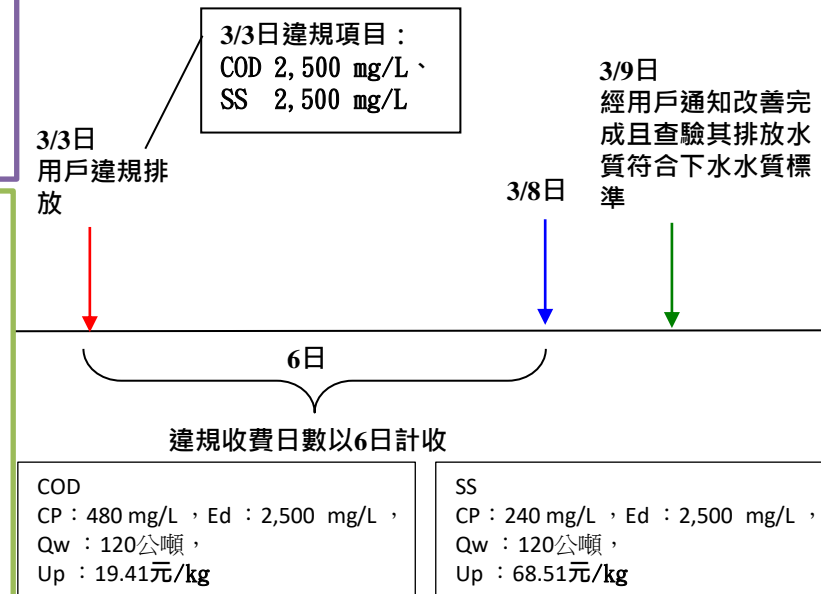 3/3日違規項目：
COD 2,500 mg/L、
SS 2,500 mg/L
3/3日
用戶違規排
放
3/8日
3/9日
經用戶通知改善完
成且查驗其排放水
質符合下水水質標
準
6日
違規收費日數以6日計收
COD
CP：480 mg/L ，Ed ：2,500 mg/L ，
Qw ：120公噸，
Up ：19.41元/kg
SS
CP：240 mg/L ，Ed ：2,500 mg/L ，
Qw ：120公噸，
Up ：68.51元/kg